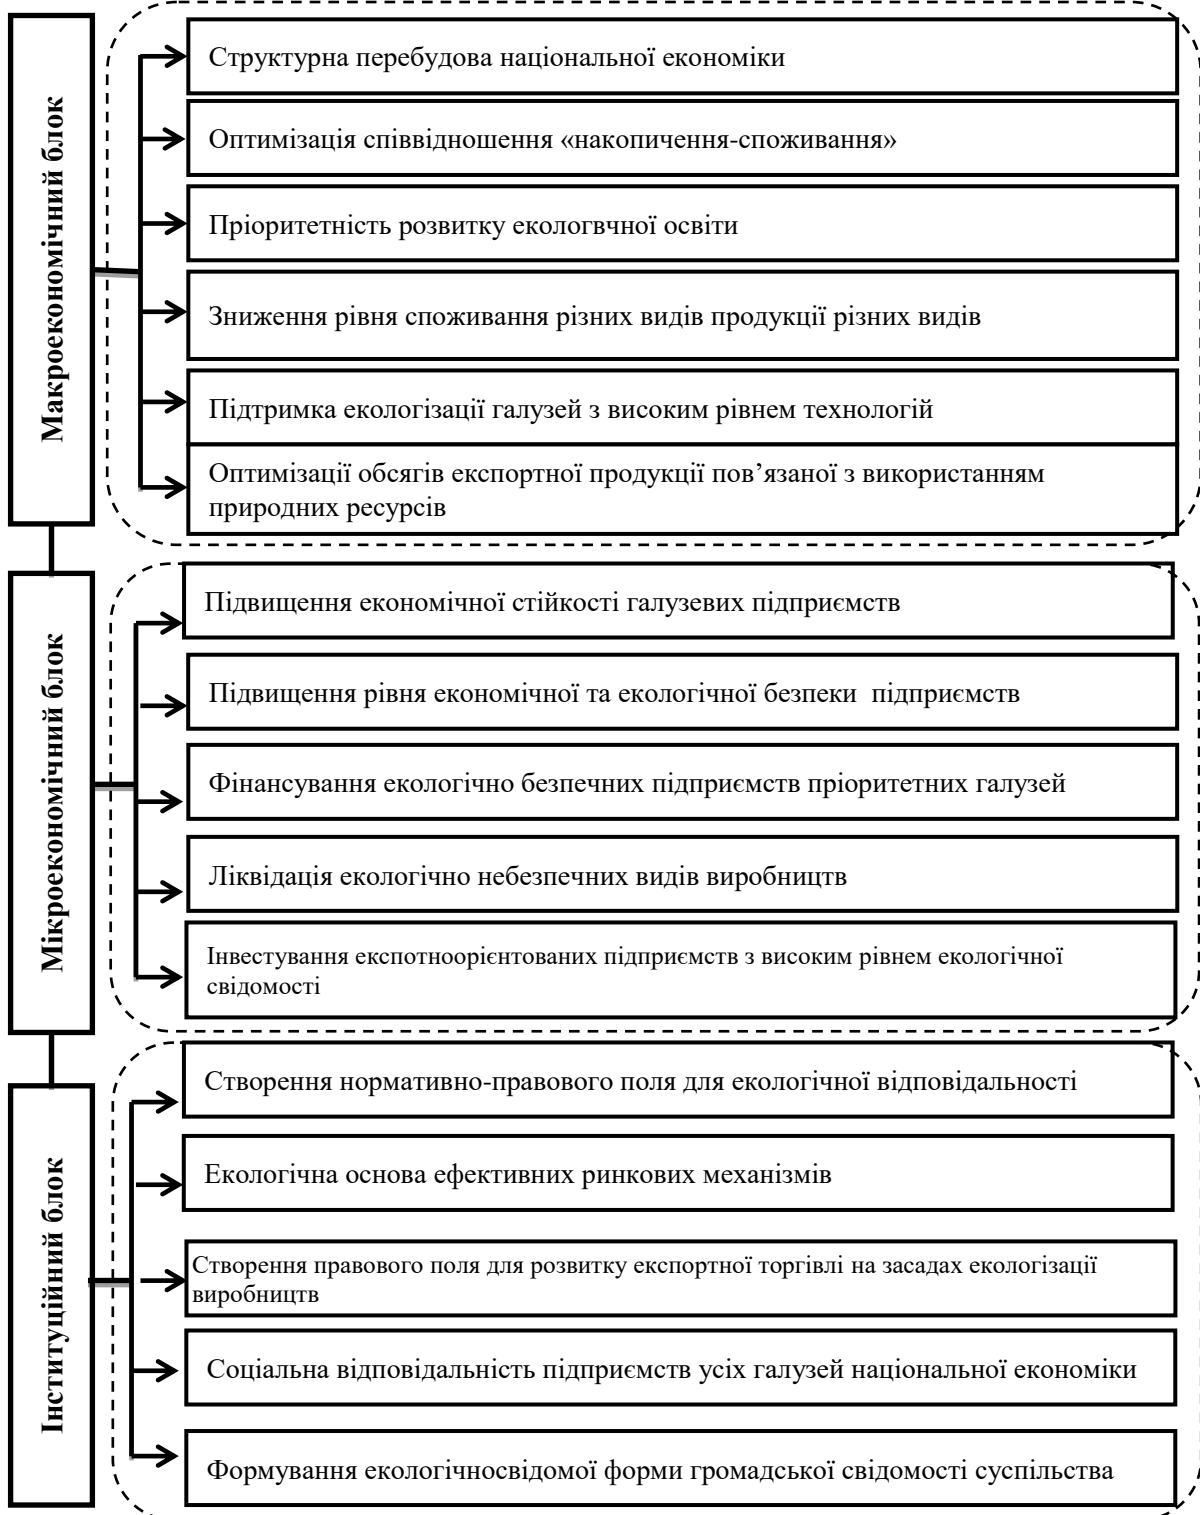 Макроекономічний блок
Структурна перебудова національної економіки
Оптимізація співвідношення «накопичення-споживання»
Пріоритетність розвитку екологвчної освіти
Зниження рівня споживання різних видів продукції різних видів
Підтримка екологізації галузей з високим рівнем технологій
Оптимізації обсягів експортної продукції пов’язаної з використанням
природних ресурсів
Мікроекономічний блок
Підвищення економічної стійкості галузевих підприємств
Підвищення рівня економічної та екологічної безпеки підприємств
Фінансування екологічно безпечних підприємств пріоритетних галузей
Ліквідація екологічно небезпечних видів виробництв
Інвестування експотноорієнтованих підприємств з високим рівнем екологічної
свідомості
Інституційний блок
Створення нормативно-правового поля для екологічної відповідальності
Екологічна основа ефективних ринкових механізмів
Створення правового поля для розвитку експортної торгівлі на засадах екологізації
виробництв
Соціальна відповідальність підприємств усіх галузей національної економіки
Формування екологічносвідомої форми громадської свідомості суспільства